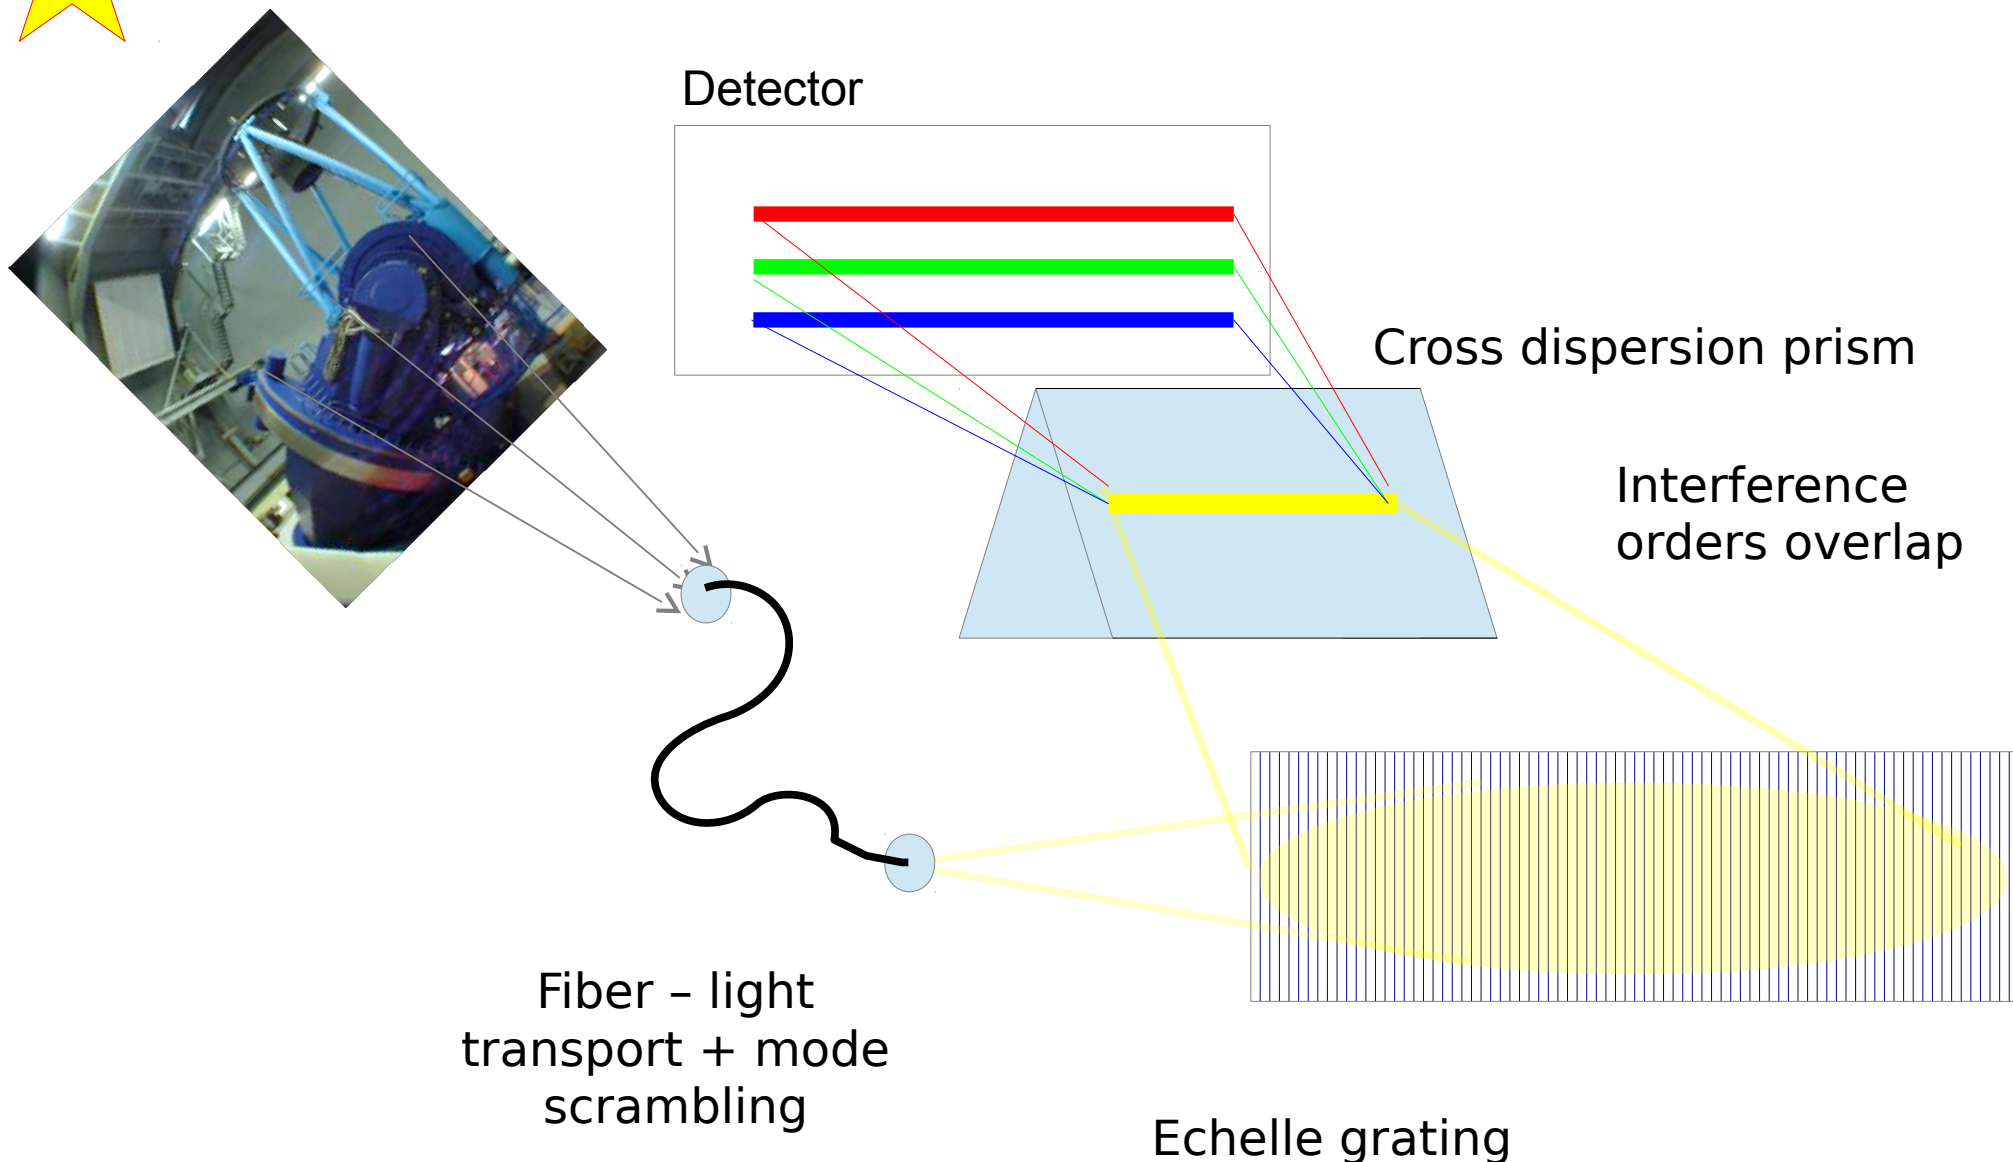 Detector
Cross dispersion prism
Interference
orders overlap
Fiber – light
transport + mode
scrambling
Echelle grating